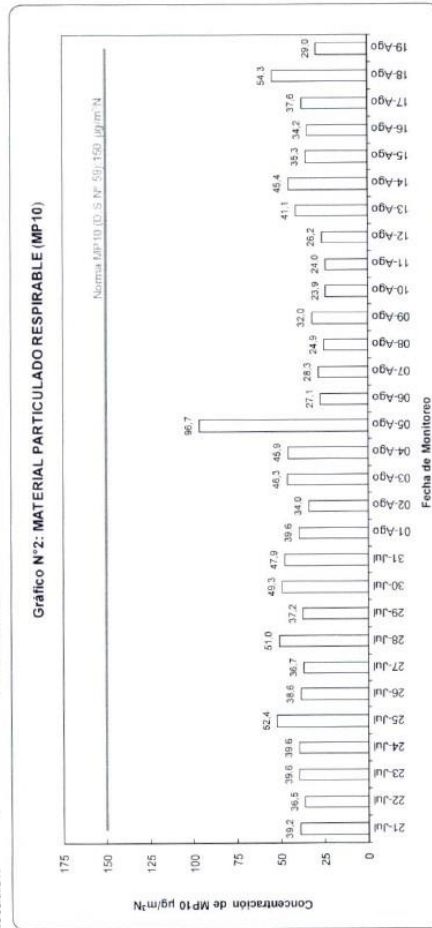 Gráfico N°2: MATERIAL PARTICULADO RESPIRABLE (MP10)
Norma MP10 (D.S N° 59) 150 µg/m³N
Concentración de MP10 µg/m³N
175
150
125
100
75
50
25
0
39,2
36,5
39,6
39,6
52,4
38,6
36,7
51,0
37,2
49,3
47,9
39,6
34,0
46,3
45,9
96,7
27,1
28,3
24,9
32,0
23,9
24,0
26,2
41,1
45,4
35,3
34,2
37,6
54,3
29,0
21-Jul
22-Jul
23-Jul
24-Jul
25-Jul
26-Jul
27-Jul
28-Jul
29-Jul
30-Jul
31-Jul
01-Ago
02-Ago
03-Ago
04-Ago
05-Ago
06-Ago
07-Ago
08-Ago
09-Ago
10-Ago
11-Ago
12-Ago
13-Ago
14-Ago
15-Ago
16-Ago
17-Ago
18-Ago
19-Ago
Fecha de Monitoreo